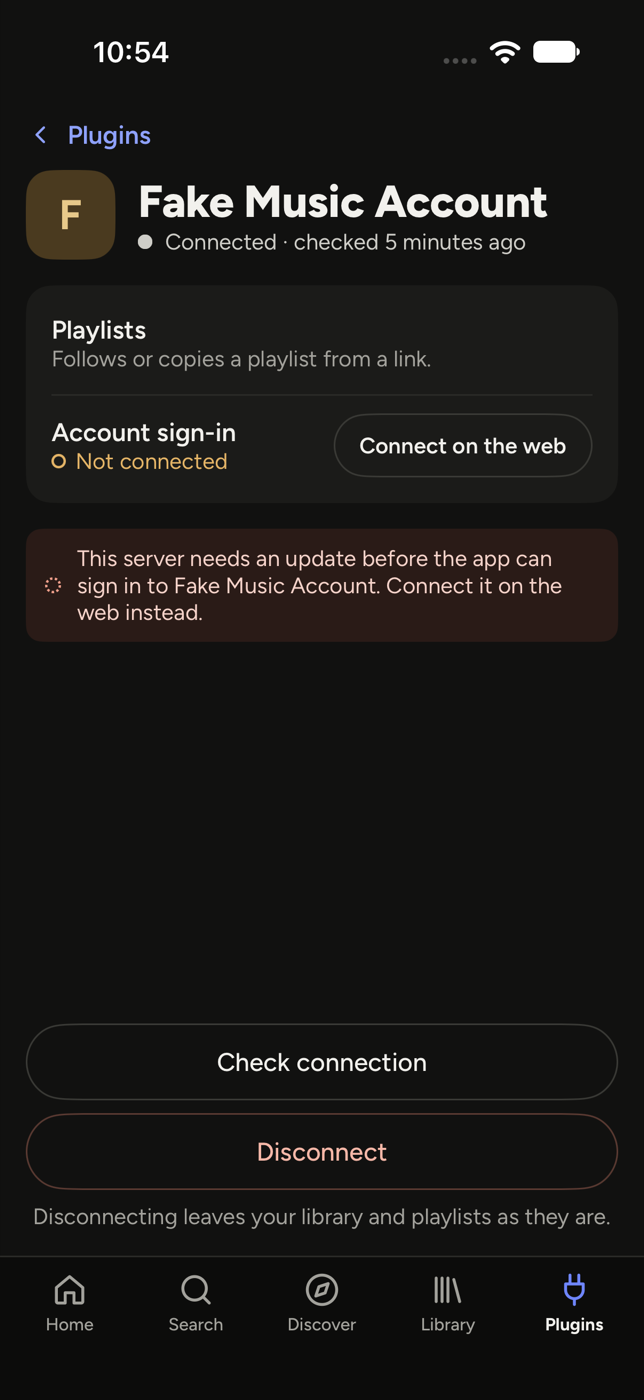 10:54
Plugins
F
Fake Music Account
Connected · checked 5 minutes ago
Playlists
Follows or copies a playlist from a link.
Account sign-in
Not connected
Connect on the web
This server needs an update before the app can
sign in to Fake Music Account. Connect it on the
web instead.
Check connection
Disconnect
Disconnecting leaves your library and playlists as they are.
Home
Search
Discover
Library
Plugins